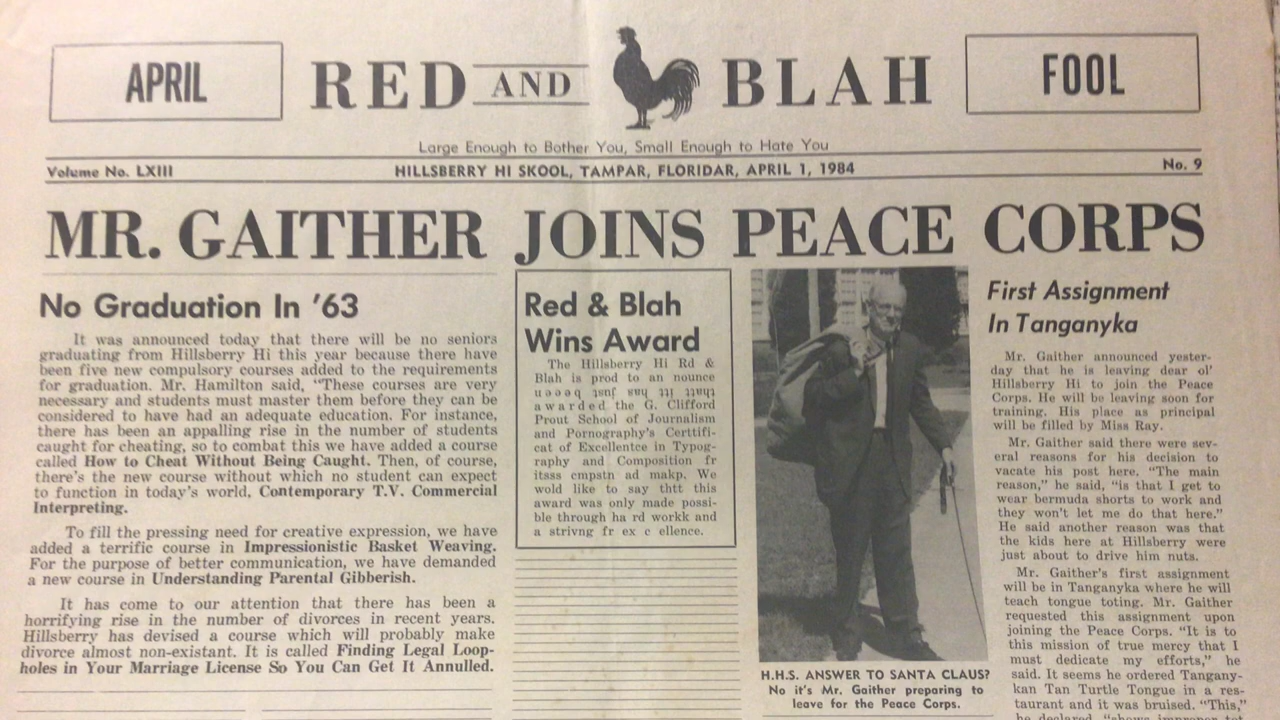 APRIL
RED AND BLAH
FOOL
Large Enough to Bother You, Small Enough to Hate You
Volume No. LXIII
HILLSBERRY HI SKOOL, TAMPAR, FLORIDAR, APRIL 1, 1984
No. 9
MR. GAITHER JOINS PEACE CORPS
No Graduation In '63
It was announced today that there will be no seniors
graduating from Hillsberry Hi this year because there have
been five new compulsory courses added to the requirements
for graduation. Mr. Hamilton said, "These courses are very
necessary and students must master them before they can be
considered to have had an adequate education. For instance,
there has been an appalling rise in the number of students
caught for cheating, so to combat this we have added a course
called How to Cheat Without Being Caught. Then, of course,
there's the new course without which no student can expect
to function in today's world, Contemporary T.V. Commercial
Interpreting.
To fill the pressing need for creative expression, we have
added a terrific course in Impressionistic Basket Weaving.
For the purpose of better communication, we have demanded
a new course in Understanding Parental Gibberish.
It has come to our attention that there has been a
horrifying rise in the number of divorces in recent years.
Hillsberry has devised a course which will probably make
divorce almost non-existant. It is called Finding Legal Loop-
holes in Your Marriage License So You Can Get It Annulled.
Red & Blah
Wins Award
The Hillsberry Hi Rd &
Blah is prod to an nounce
has just
awarded the G. Clifford
Prout School of Journalism
and Pornography's Certtifi-
cat of Excellentce in Typog-
raphy and Composition fr
itsss cmpstn ad makp. We
wold like to say thtt this
award was only made possi-
ble through ha rd workk and
a strivng fr ex c ellence.
H.H.S. ANSWER TO SANTA CLAUS?
No it's Mr. Gaither preparing to
leave for the Peace Corps.
First Assignment
In Tanganyka
Mr. Gaither announced yester-
day that he is leaving dear ol'
Hillsberry Hi to join the Peace
Corps. He will be leaving soon for
training. His place as principal
will be filled by Miss Ray.
Mr. Gaither said there were sev-
eral reasons for his decision to
vacate his post here. "The main
reason," he said, "is that I get to
wear bermuda shorts to work and
they won't let me do that here."
He said another reason was that
the kids here at Hillsberry were
just about to drive him nuts.
Mr. Gaither's first assignment
will be in Tanganyka where he will
teach tongue toting. Mr. Gaither
requested this assignment upon
joining the Peace Corps. "It is to
this mission of true mercy that I
must dedicate my efforts," he
said. It seems he ordered Tangany-
kan Tan Turtle Tongue in a res-
taurant and it was bruised. "This,"
he declared, "shows